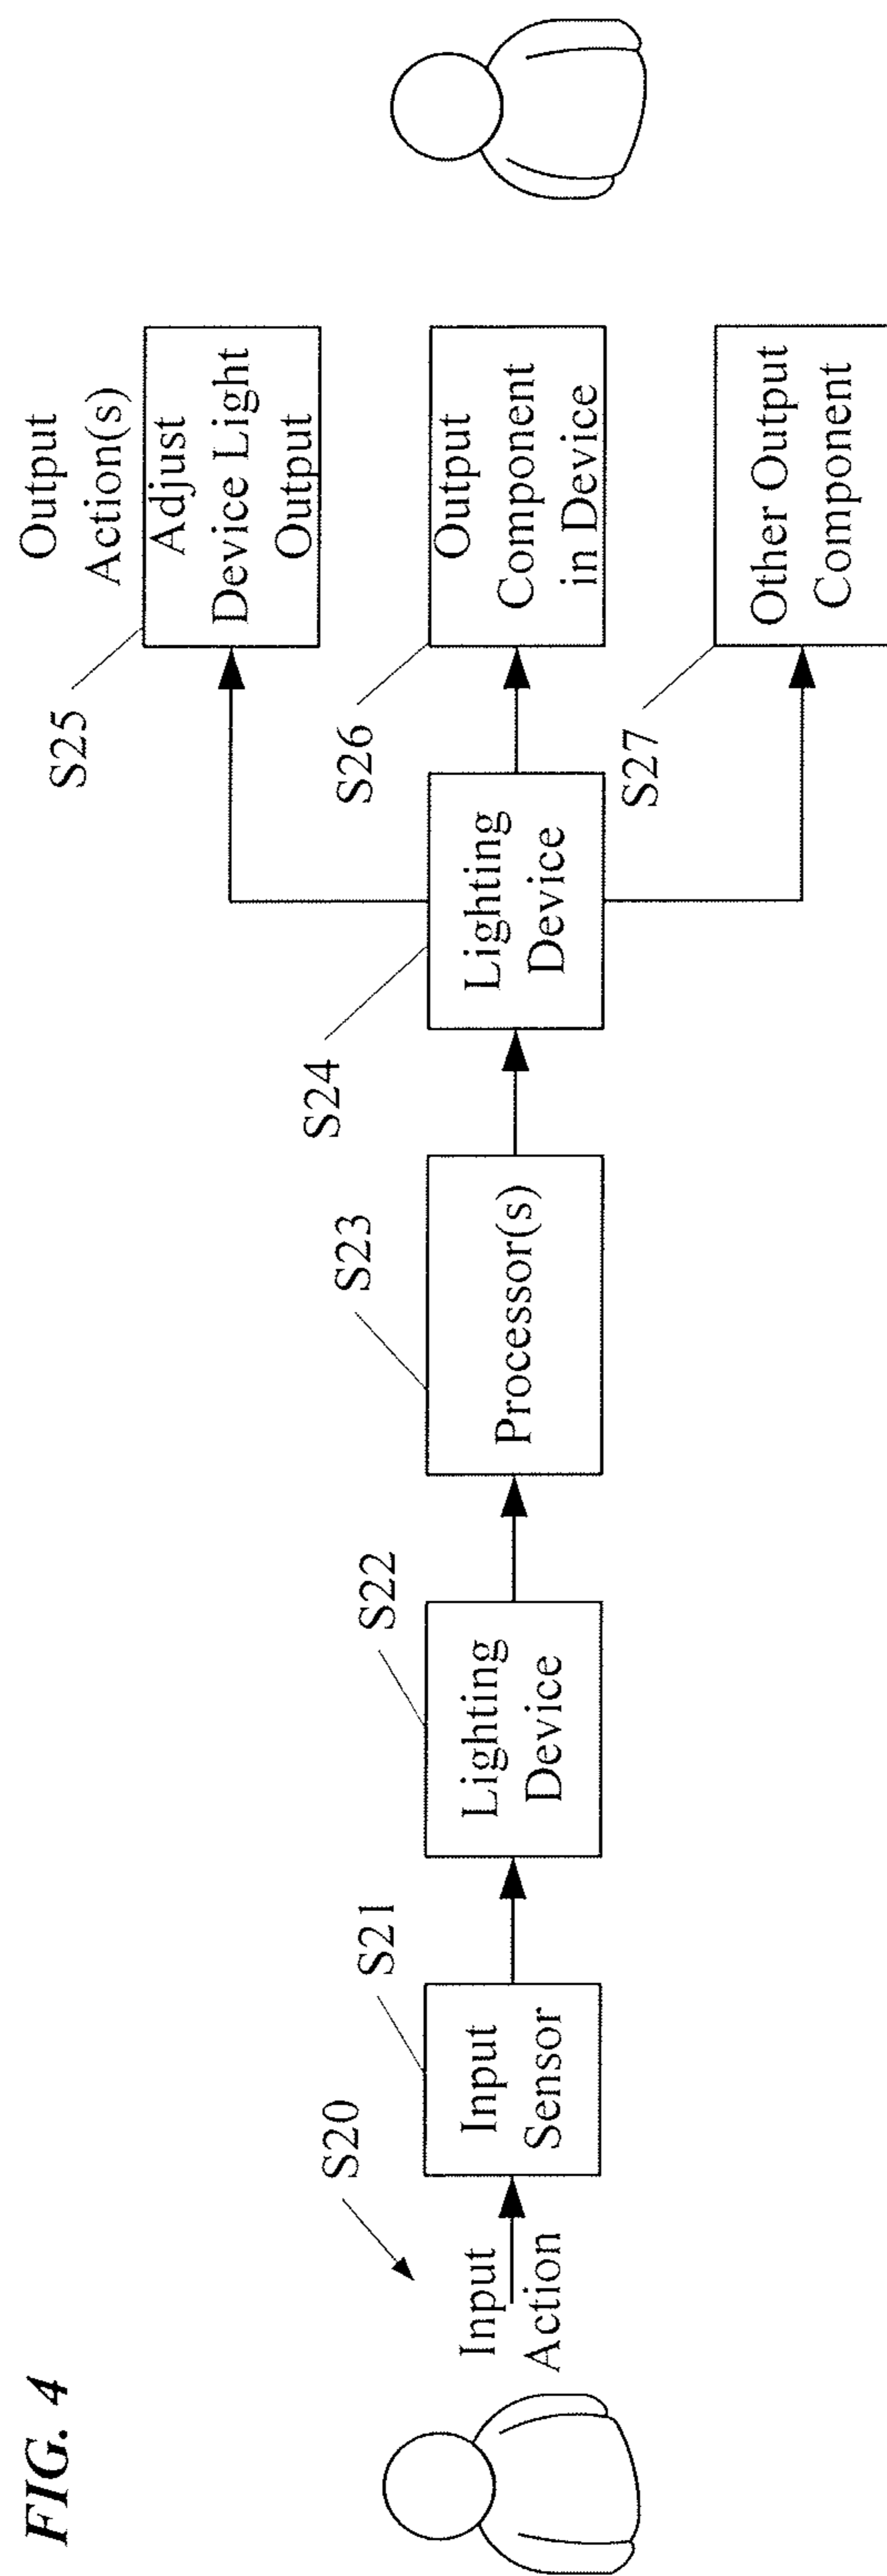 FIG. 4
S20
Input
Action
S21
Input
Sensor
S22
Lighting
Device
S23
Processor(s)
S24
Lighting
Device
Output
Action(s)
S25
Adjust
Device Light
Output
S26
Output
Component
in Device
S27
Other Output
Component